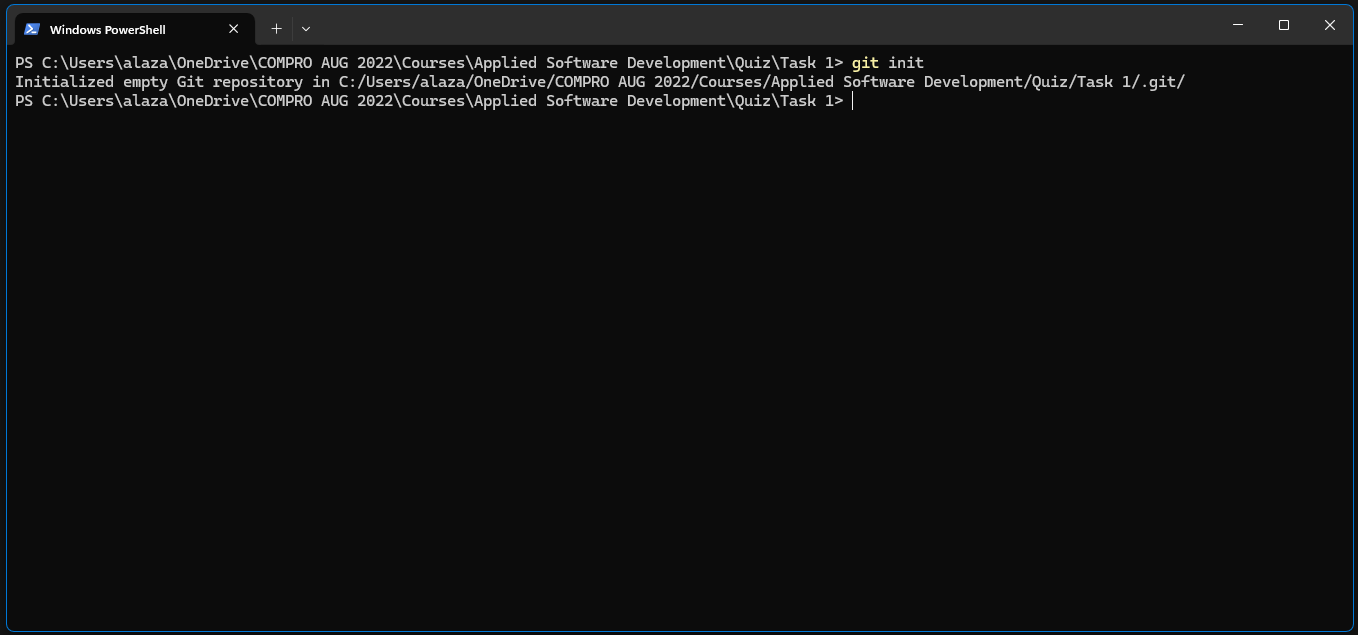 Windows PowerShell
PS C:\Users\alaza\OneDrive\COMPRO AUG 2022\Courses\Applied Software Development\Quiz\Task 1> git init
Initialized empty Git repository in C:/Users/alaza/OneDrive/COMPRO AUG 2022/Courses/Applied Software Development/Quiz/Task 1/.git/
PS C:\Users\alaza\OneDrive\COMPRO AUG 2022\Courses\Applied Software Development\Quiz\Task 1>